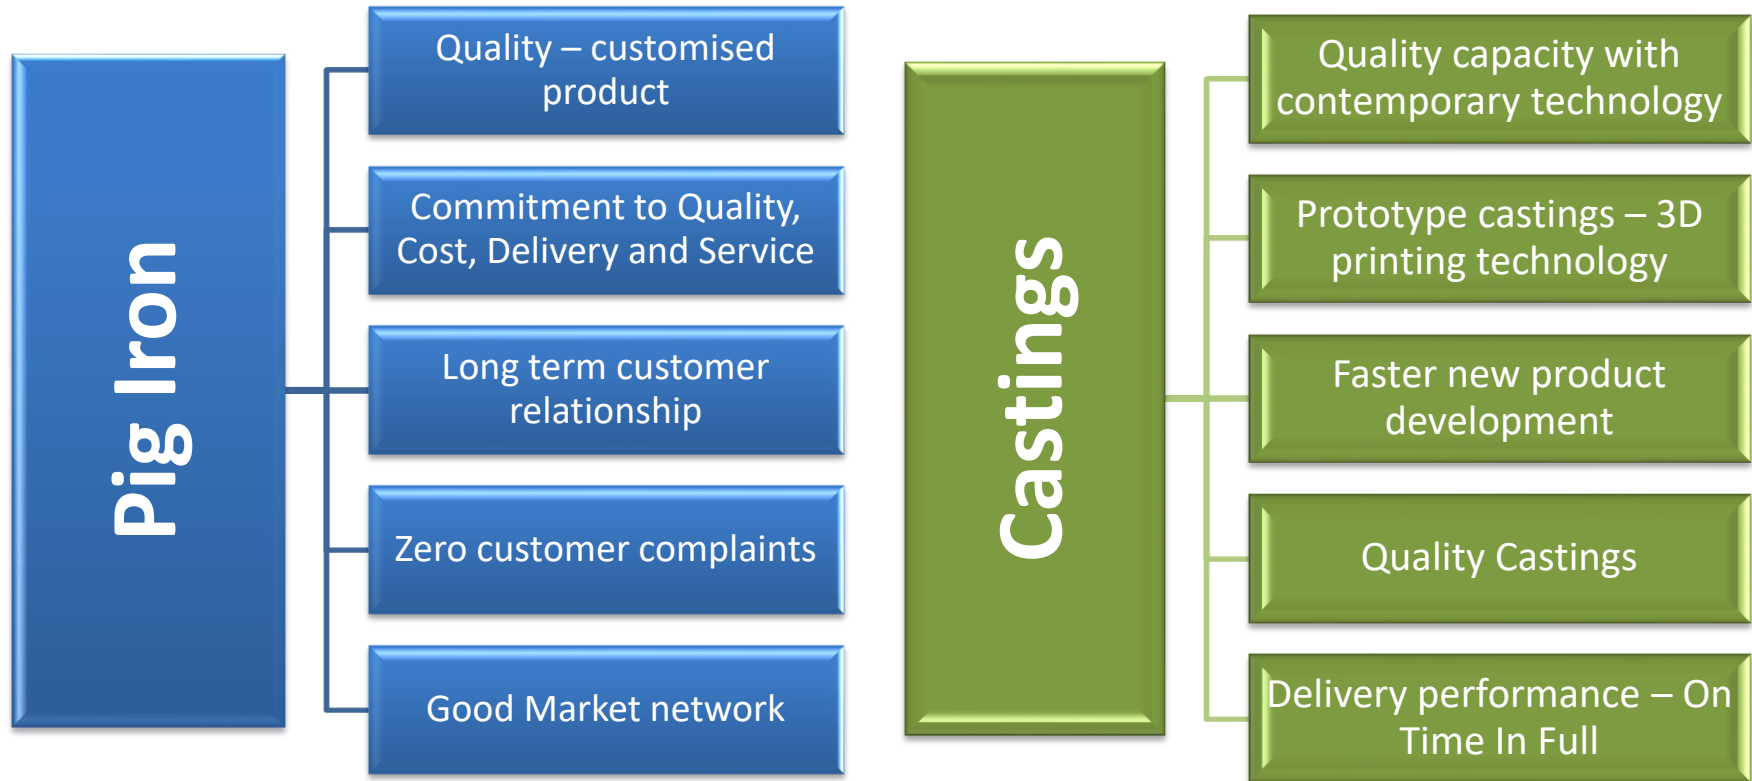 Pig Iron
Quality – customised
product
Commitment to Quality,
Cost, Delivery and Service
Long term customer
relationship
Zero customer complaints
Good Market network
Castings
Quality capacity with
contemporary technology
Prototype castings – 3D
printing technology
Faster new product
development
Quality Castings
Delivery performance – On
Time In Full